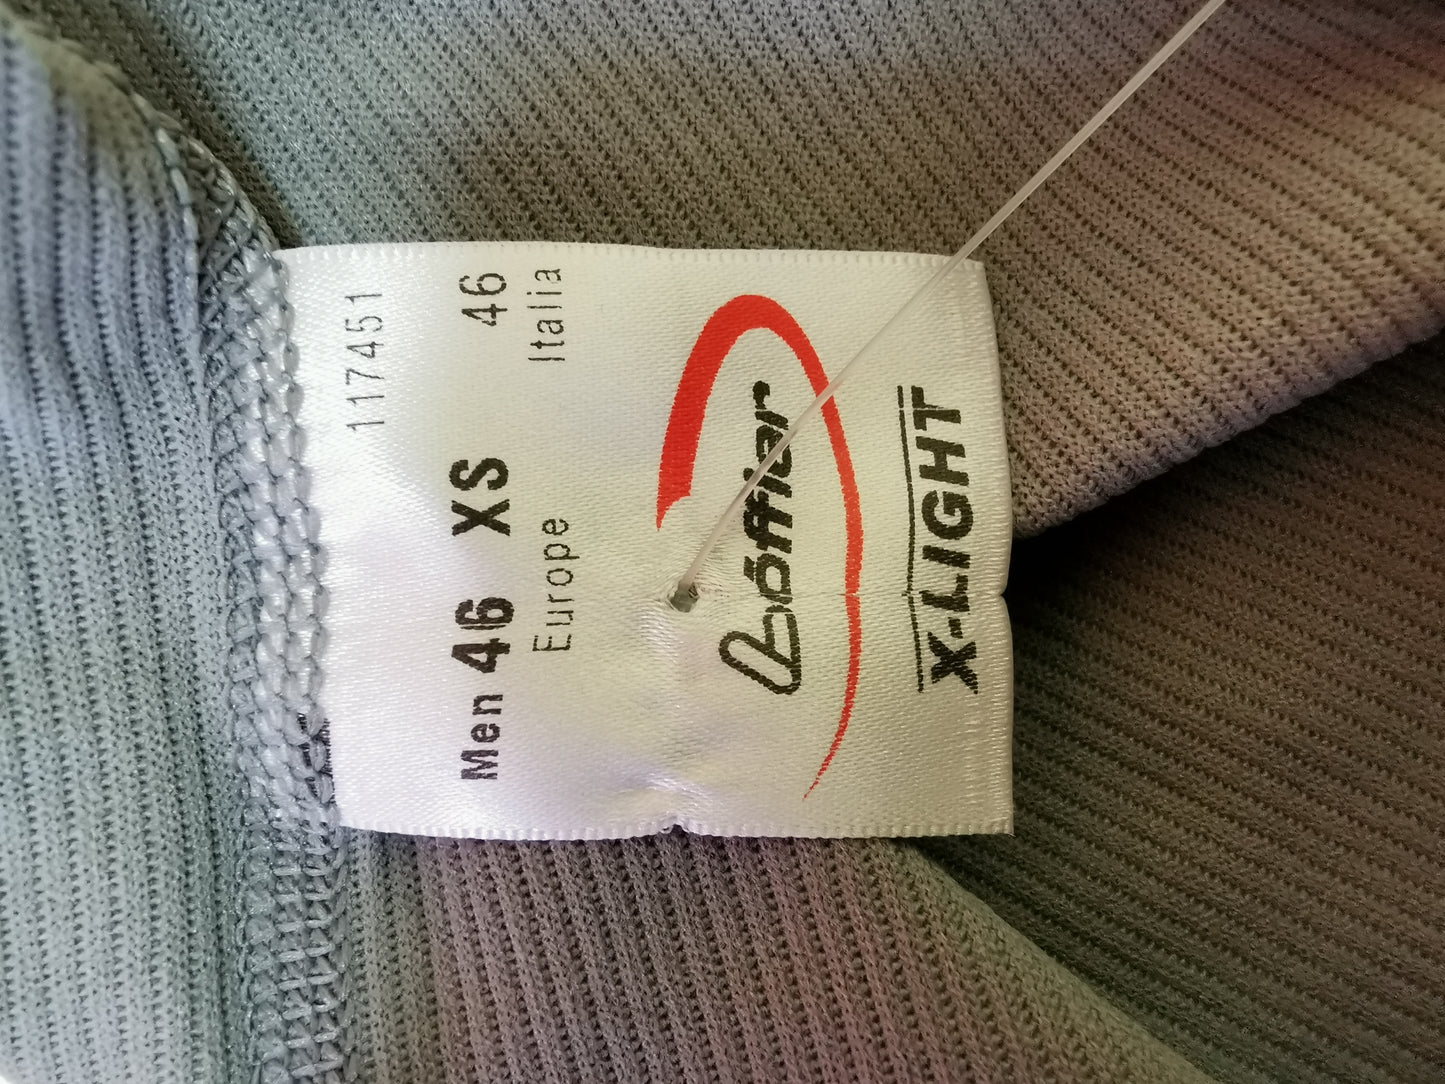 117451
Men 46 XS 46
Europe Italia
Löffler
X-LIGHT